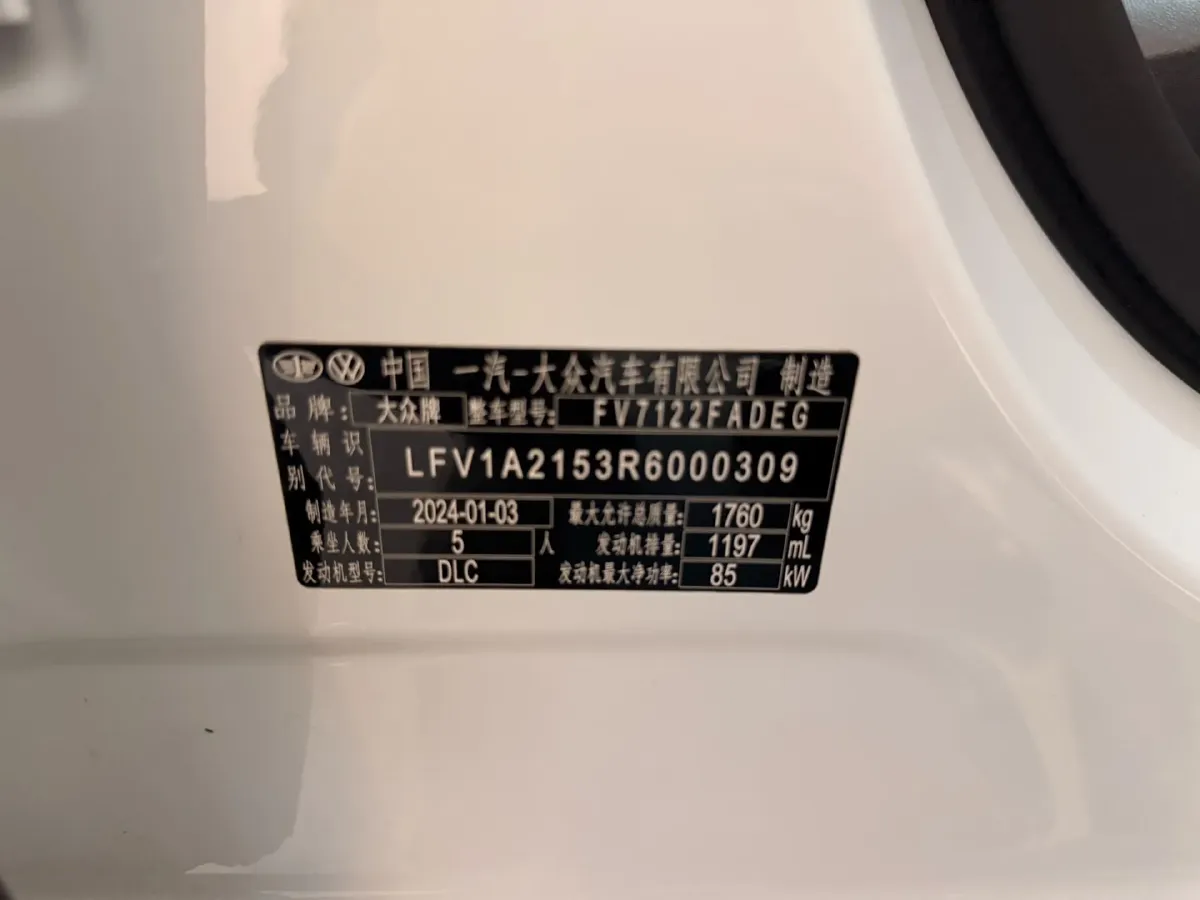 中国 一汽-大众汽车有限公司 制造
品牌: 大众牌 整车型号: FV7122FADEG
车辆识别代号: LFV1A2153R6000309
制造年月: 2024-01-03 最大允许总质量: 1760 kg
乘坐人数: 5 人 发动机排量: 1197 mL
发动机型号: DLC 发动机最大净功率: 85 kW